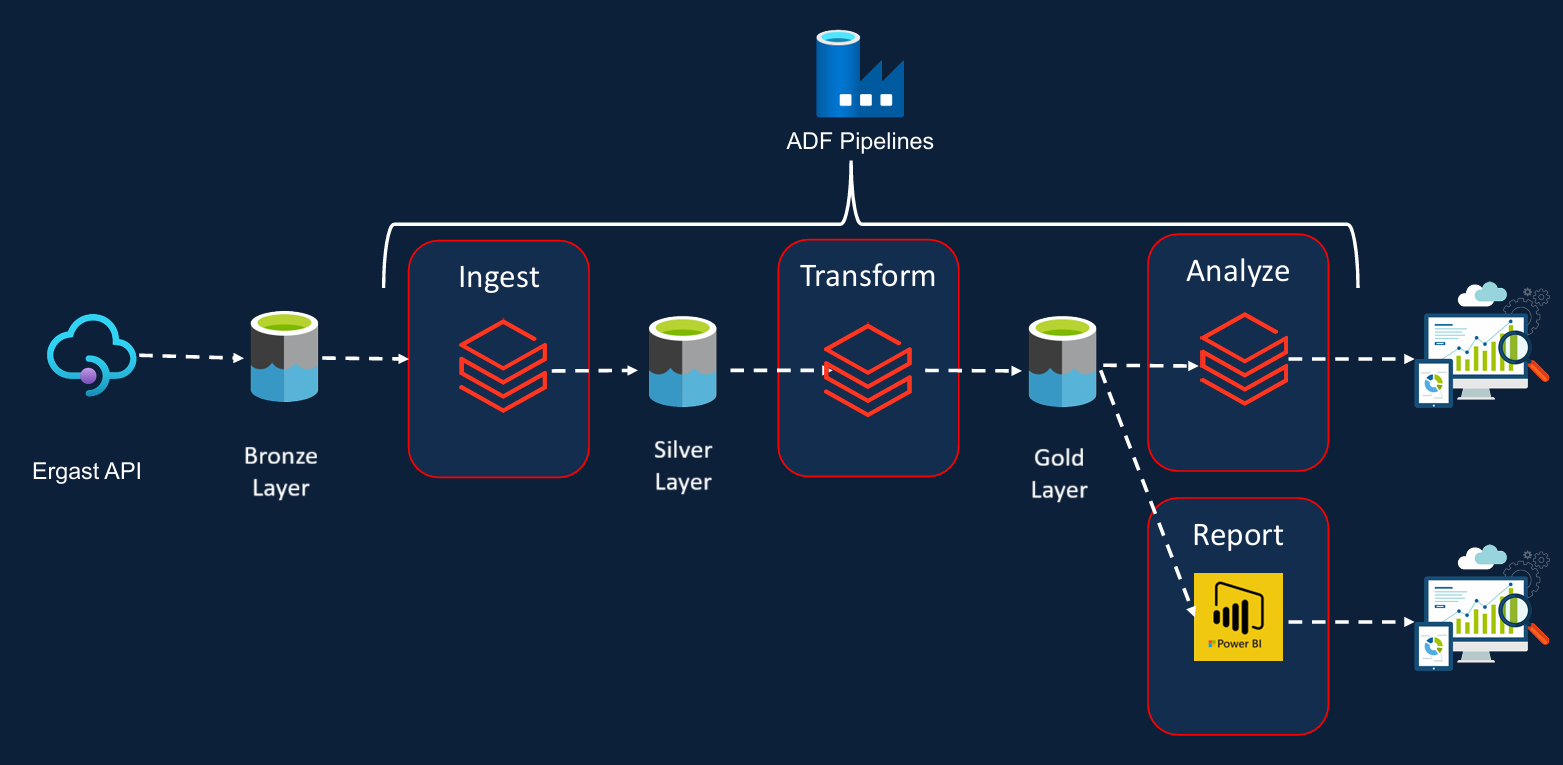 ADF Pipelines
Ingest
Transform
Analyze
Ergast API
Bronze
Layer
Silver
Layer
Gold
Layer
Report
Power BI